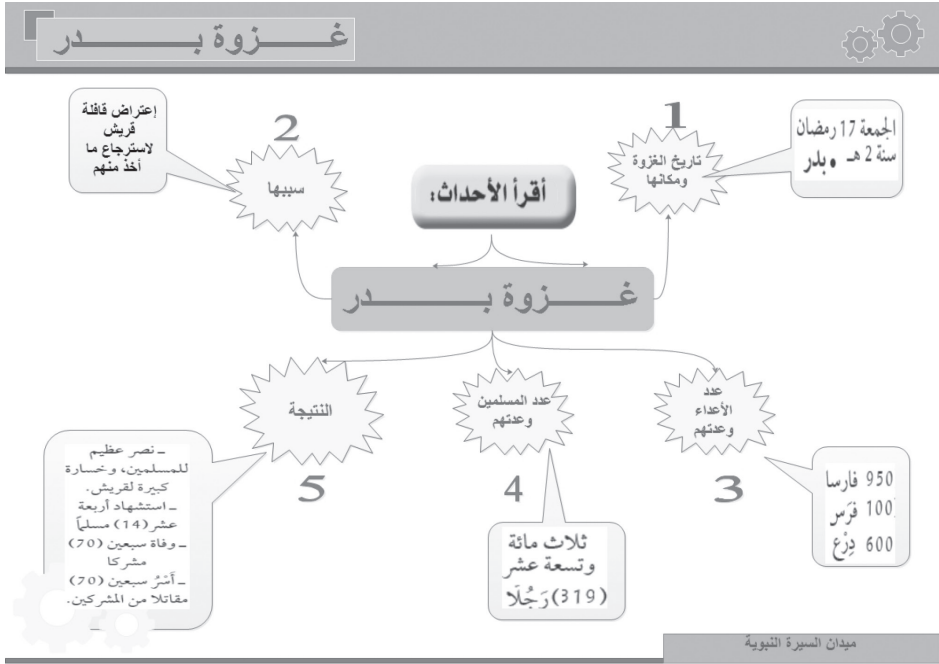 غـــــزوة بـــــــدر
1
تاريخ الغزوة
ومكانها
الجمعة 17 رمضان
سنة 2 هـ • بدر
2
سببها
إعتراض قافلة
قريش
لاسترجاع ما
أخذ منهم
أقرأ الأحداث:
غـــــزوة بـــــــدر
عدد
الأعداء
وعدتهم
3
950 فارسا
100 فَرَس
600 دِرْع
عدد المسلمين
وعدتهم
4
ثلاث مائة
وتسعة عشر
(319) رَجُلًا
النتيجة
5
ـ نصر عظيم
للمسلمين، وخسارة
كبيرة لقريش.
ـ استشهاد أربعة
عشر (14) مسلماً
ـ وفاة سبعين (70)
مشركا
ـ أَسْرُ سبعين (70)
مقاتلا من المشركين.
ميدان السيرة النبوية